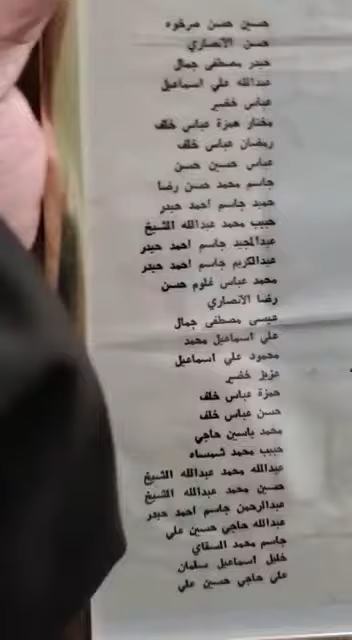 حسين حسن صرخوه
حسن الانصاري
حيدر مصطفى جمال
عبدالله علي اسماعيل
عباس خضير
مختار حمزة عباس خلف
رمضان عباس خلف
عباس حسين حسن
جاسم محمد حسن رضا
حميد جاسم احمد حيدر
حبيب محمد عبدالله الشيخ
عبدالمجيد جاسم احمد حيدر
عبدالكريم جاسم احمد حيدر
محمد عباس غلوم حسن
رضا الانصاري
عيسى مصطفى جمال
علي اسماعيل محمد
محمود علي اسماعيل
عزيز خضير
حمزة عباس خلف
حسن عباس خلف
محمد ياسين حاجي
حبيب محمد شمساه
عبدالله محمد عبدالله الشيخ
حسين محمد عبدالله الشيخ
عبدالرحمن جاسم احمد حيدر
عبدالله حاجي حسين علي
جاسم محمد السقاي
خليل اسماعيل سلمان
علي حاجي حسين علي